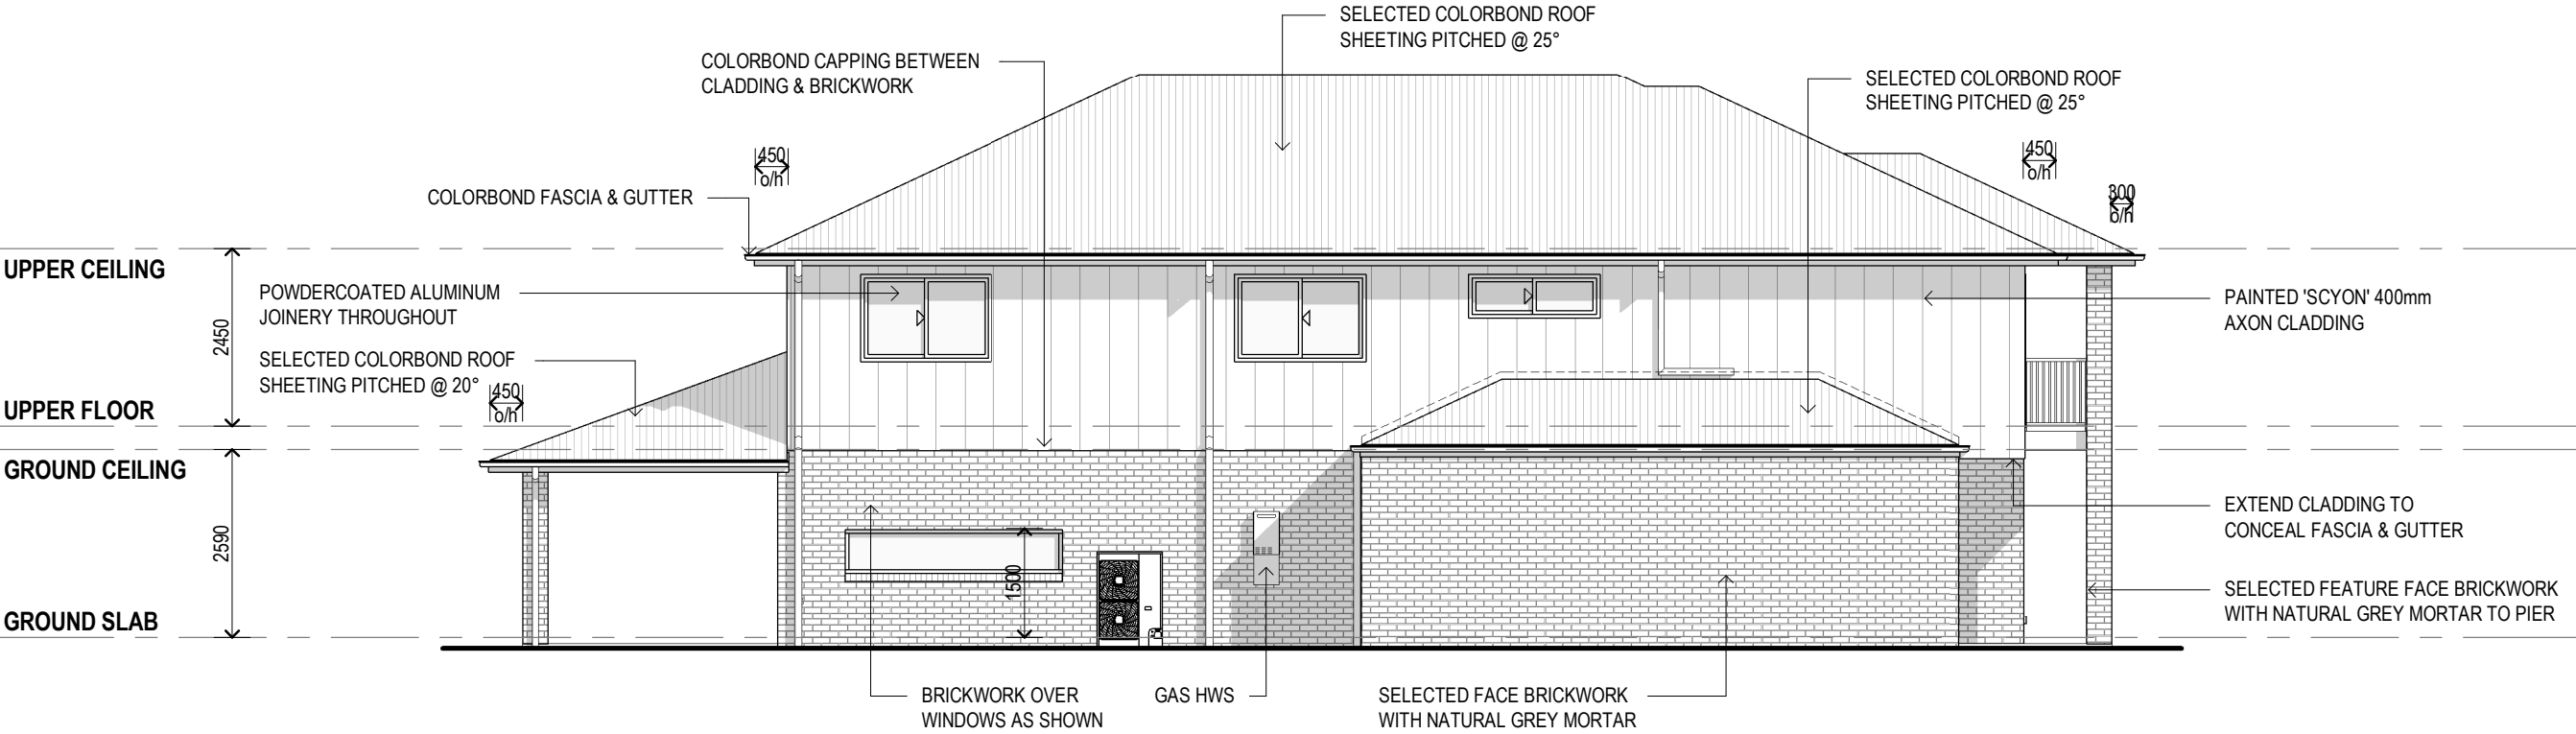 SELECTED COLORBOND ROOF
SHEETING PITCHED @ 25°
COLORBOND CAPPING BETWEEN
CLADDING & BRICKWORK
SELECTED COLORBOND ROOF
SHEETING PITCHED @ 25°
450
o/h
450
o/h
300
o/h
COLORBOND FASCIA & GUTTER
UPPER CEILING
POWDERCOATED ALUMINUM
JOINERY THROUGHOUT
PAINTED 'SCYON' 400mm
AXON CLADDING
2450
SELECTED COLORBOND ROOF
SHEETING PITCHED @ 20°
450
o/h
UPPER FLOOR
GROUND CEILING
EXTEND CLADDING TO
CONCEAL FASCIA & GUTTER
2590
1500
SELECTED FEATURE FACE BRICKWORK
WITH NATURAL GREY MORTAR TO PIER
GROUND SLAB
BRICKWORK OVER
WINDOWS AS SHOWN
GAS HWS
SELECTED FACE BRICKWORK
WITH NATURAL GREY MORTAR